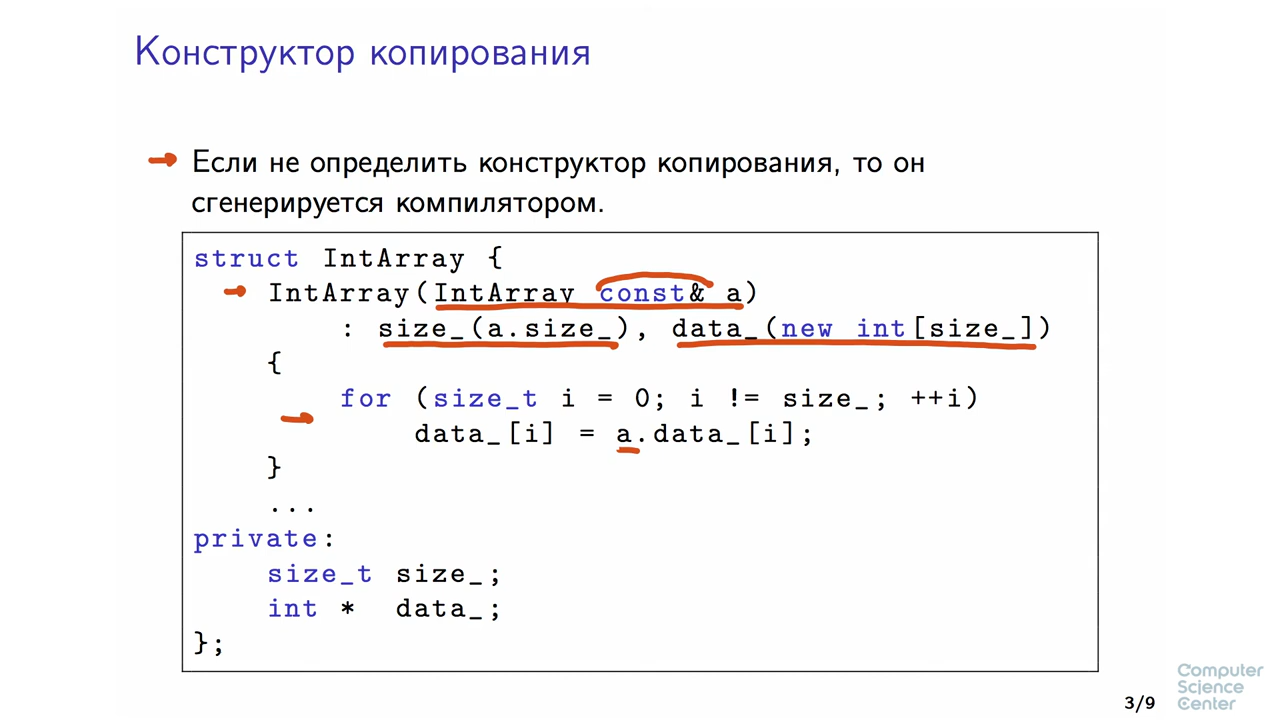 Конструктор копирования
Если не определить конструктор копирования, то он
сгенерируется компилятором.
struct IntArray {
    IntArray(IntArray const& a)
        : size_(a.size_), data_(new int[size_])
    {
        for (size_t i = 0; i != size_; ++i)
            data_[i] = a.data_[i];
    }
    ...
private:
    size_t size_;
    int *  data_;
};
3/9
Computer
Science
Center